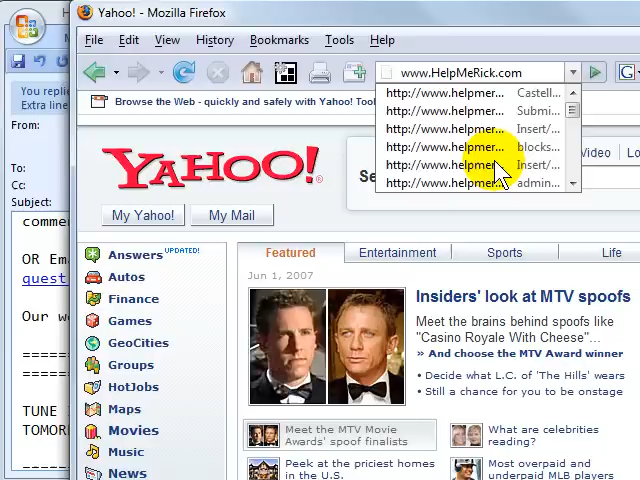 Yahoo! - Mozilla Firefox
File Edit View History Bookmarks Tools Help
www.HelpMeRick.com
G
You replie
Extra line
Browse the Web - quickly and safely with Yahoo! Tool
http://www.helpmer... Castell...
http://www.helpmer... Submi...
http://www.helpmer... Insert/...
http://www.helpmer... blocks...
http://www.helpmer... Insert/...
http://www.helpmer... admin...
From:
To:
Cc:
Subject:
YAHOO!
Se
Video Lo
My Yahoo! My Mail
comme
OR Ema
quest
Our we
======
======
TUNE
TOMOR
Answers UPDATED!
Autos
Finance
Games
GeoCities
Groups
HotJobs
Maps
Movies
Music
News
Featured Entertainment Sports Life
Jun 1, 2007
Insiders' look at MTV spoofs
Meet the brains behind spoofs like
"Casino Royale With Cheese"...
» And choose the MTV Award winner
• Decide what L.C. of 'The Hills' wears
• Still a chance for you to be onstage
Meet the MTV Movie
Awards' spoof finalists
What are celebrities
reading?
Peek at the priciest homes
in the U.S.
Most overpaid and
underpaid MLB players